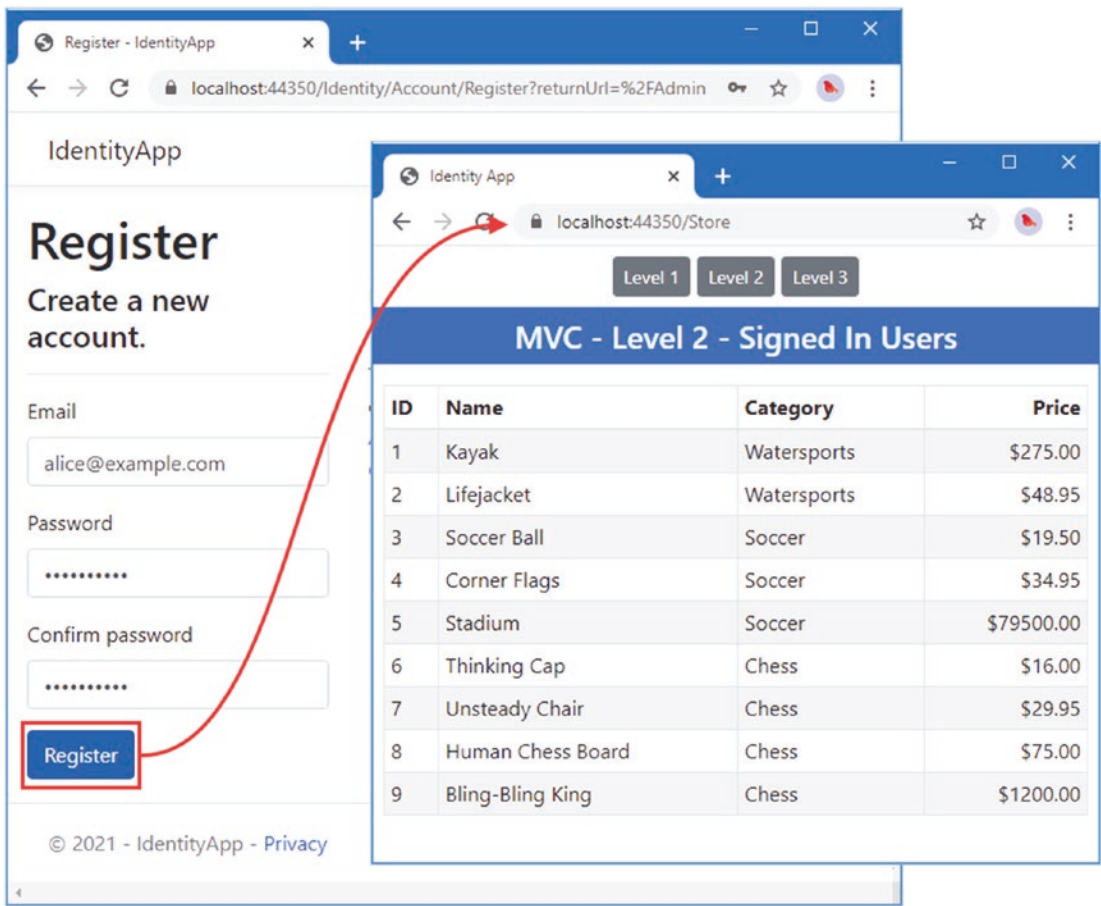 Register - IdentityApp
localhost:44350/Identity/Account/Register?returnUrl=%2FAdmin
IdentityApp
Register
Create a new
account.
Email
alice@example.com
Password
••••••••••
Confirm password
••••••••••
Register
© 2021 - IdentityApp - Privacy
Identity App
localhost:44350/Store
Level 1 Level 2 Level 3
MVC - Level 2 - Signed In Users
ID Name Category Price
1 Kayak Watersports $275.00
2 Lifejacket Watersports $48.95
3 Soccer Ball Soccer $19.50
4 Corner Flags Soccer $34.95
5 Stadium Soccer $79500.00
6 Thinking Cap Chess $16.00
7 Unsteady Chair Chess $29.95
8 Human Chess Board Chess $75.00
9 Bling-Bling King Chess $1200.00